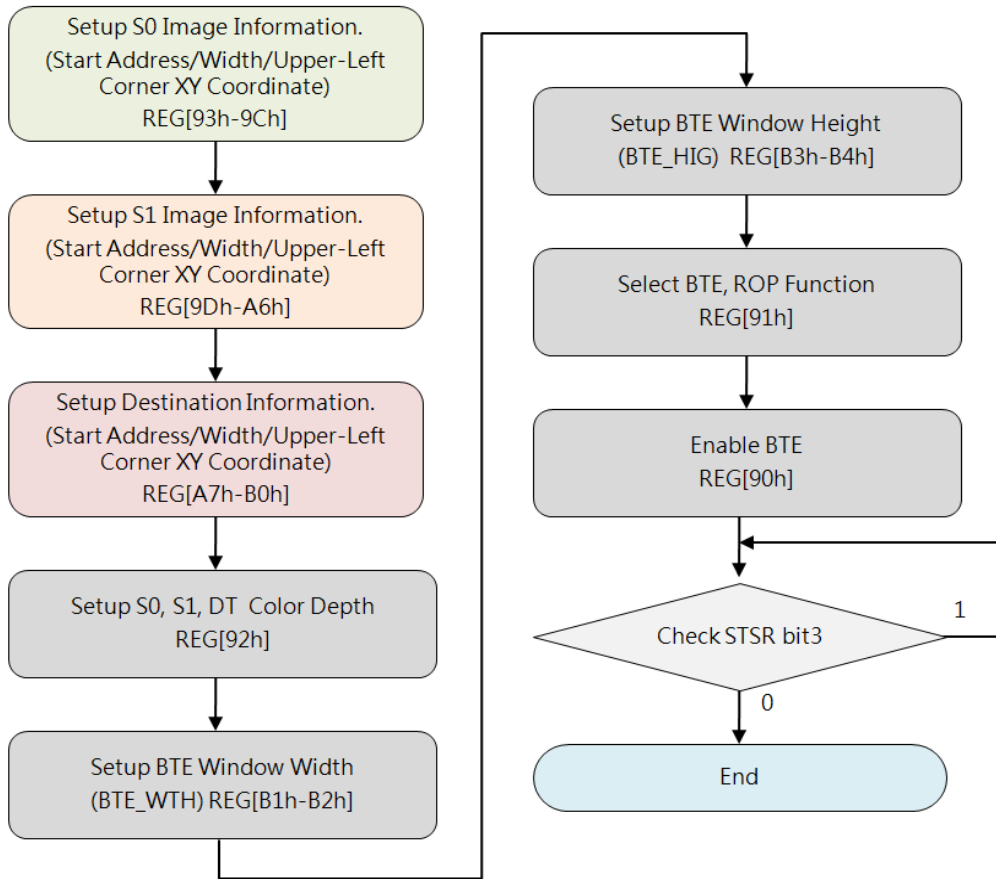 Setup S0 Image Information.
(Start Address/Width/Upper-Left
Corner XY Coordinate)
REG[93h-9Ch]
Setup S1 Image Information.
(Start Address/Width/Upper-Left
Corner XY Coordinate)
REG[9Dh-A6h]
Setup Destination Information.
(Start Address/Width/Upper-Left
Corner XY Coordinate)
REG[A7h-B0h]
Setup S0, S1, DT Color Depth
REG[92h]
Setup BTE Window Width
(BTE_WTH) REG[B1h-B2h]
Setup BTE Window Height
(BTE_HIG) REG[B3h-B4h]
Select BTE, ROP Function
REG[91h]
Enable BTE
REG[90h]
Check STSR bit3
1
0
End